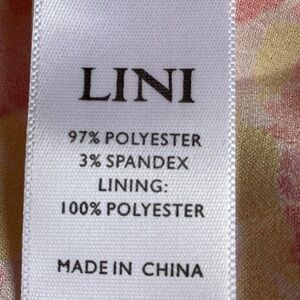 LINI
97% POLYESTER
3% SPANDEX
LINING:
100% POLYESTER
MADE IN CHINA